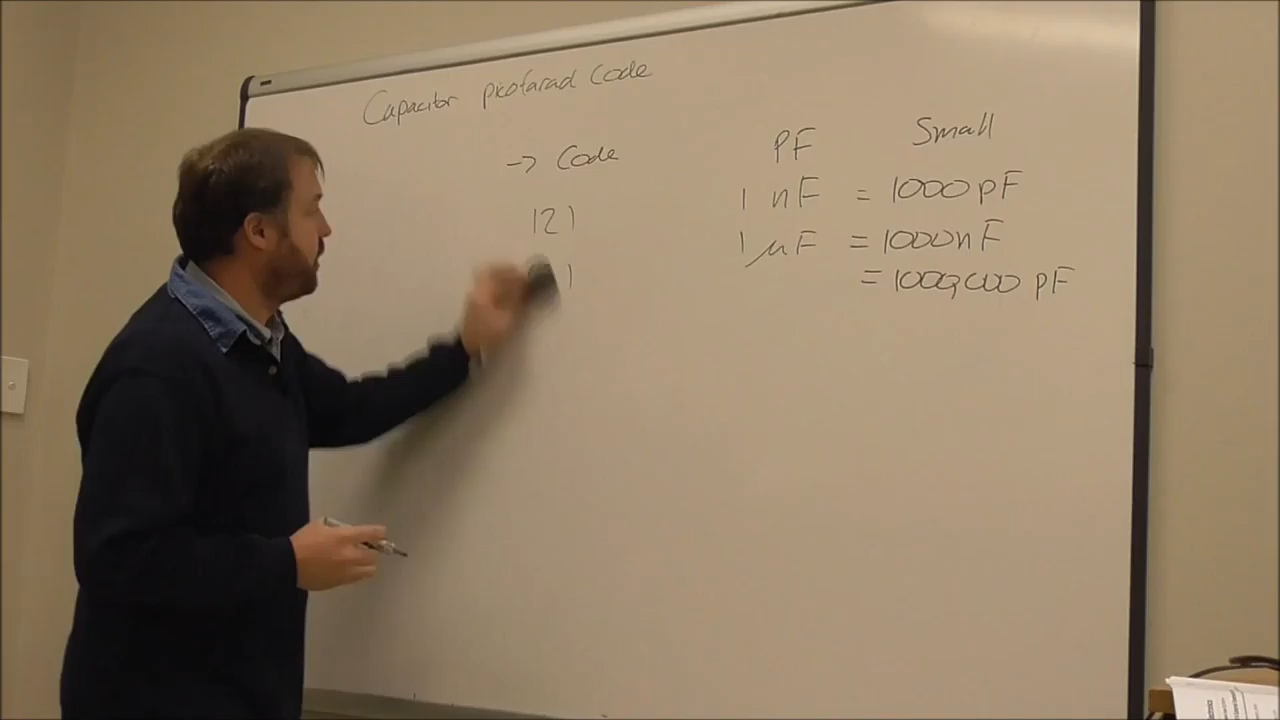 Capacitor picofarad Code
→ Code
121
1
PF Small
1 nF = 1000 pF
1 μF = 1000 nF
= 1000,000 pF